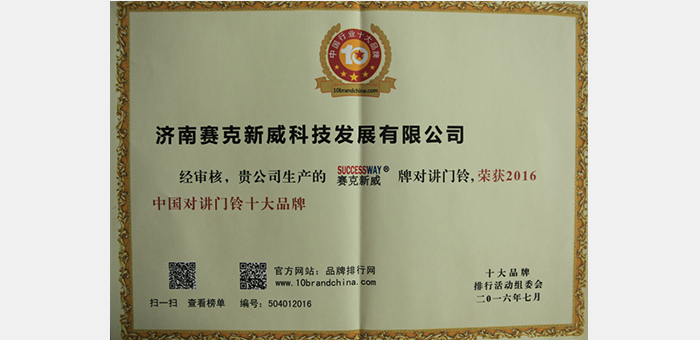 中国行业十大品牌
10
10brandchina.com
济南赛克新威科技发展有限公司
经审核，贵公司生产的 SUCCESSWAY® 赛克新威 牌对讲门铃,荣获2016
中国对讲门铃十大品牌
官方网站：品牌排行网
www.10brandchina.com
扫一扫 查看榜单 编号：504012016
十大品牌
排行活动组委会
二〇一六年七月